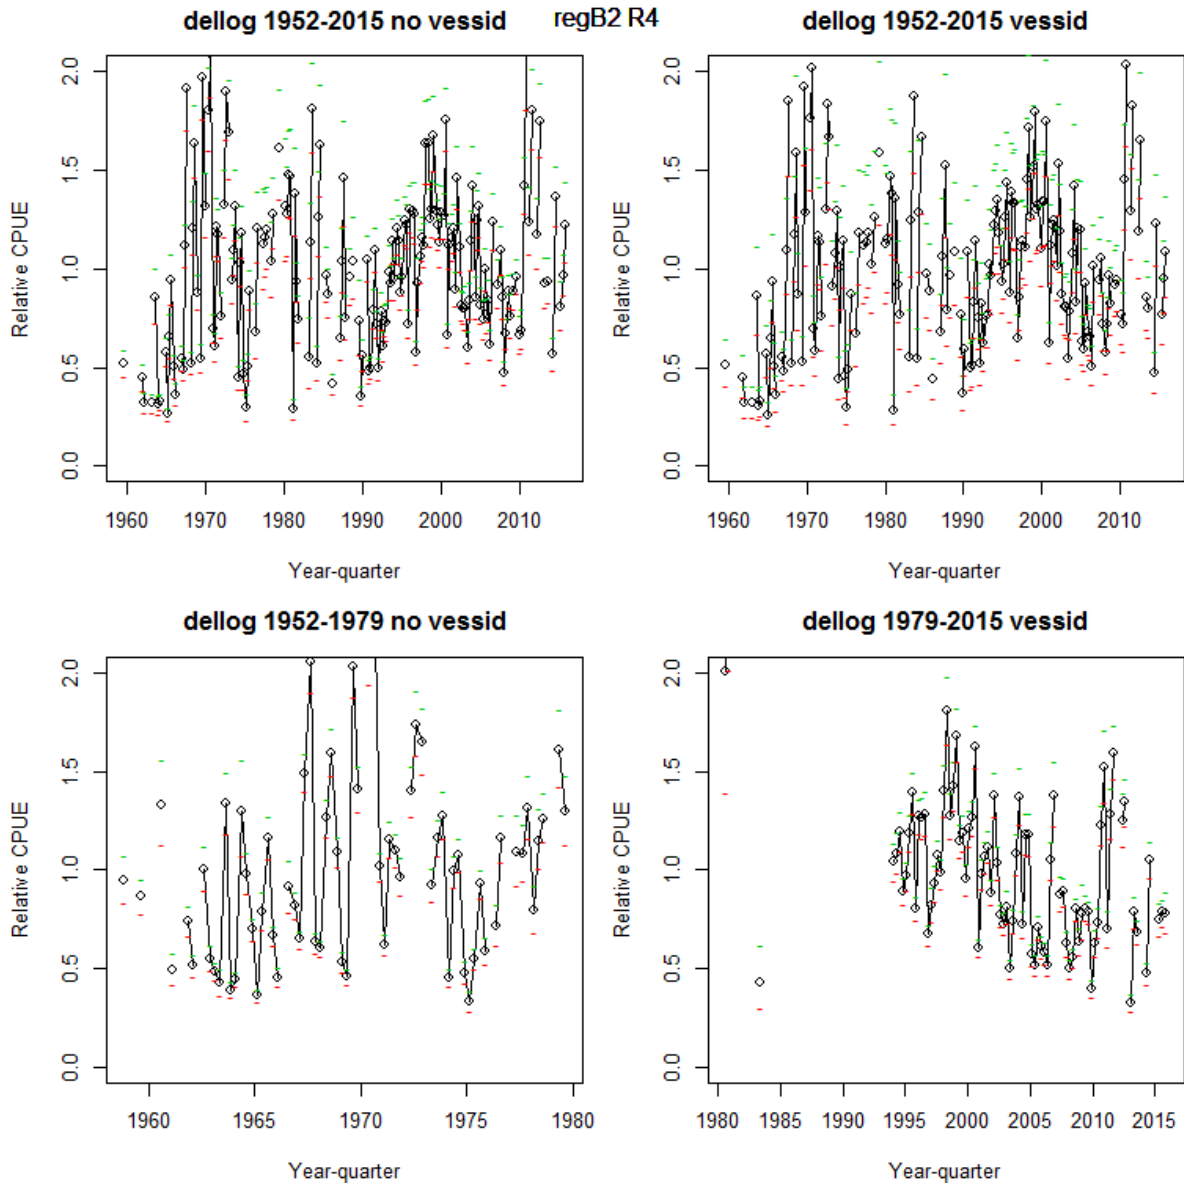 regB2 R4
dellog 1952-2015 no vessid
Relative CPUE
0.0 0.5 1.0 1.5 2.0
1960 1970 1980 1990 2000 2010
Year-quarter
dellog 1952-2015 vessid
Relative CPUE
0.0 0.5 1.0 1.5 2.0
1960 1970 1980 1990 2000 2010
Year-quarter
dellog 1952-1979 no vessid
Relative CPUE
0.0 0.5 1.0 1.5 2.0
1960 1965 1970 1975 1980
Year-quarter
dellog 1979-2015 vessid
Relative CPUE
0.0 0.5 1.0 1.5 2.0
1980 1985 1990 1995 2000 2005 2010 2015
Year-quarter